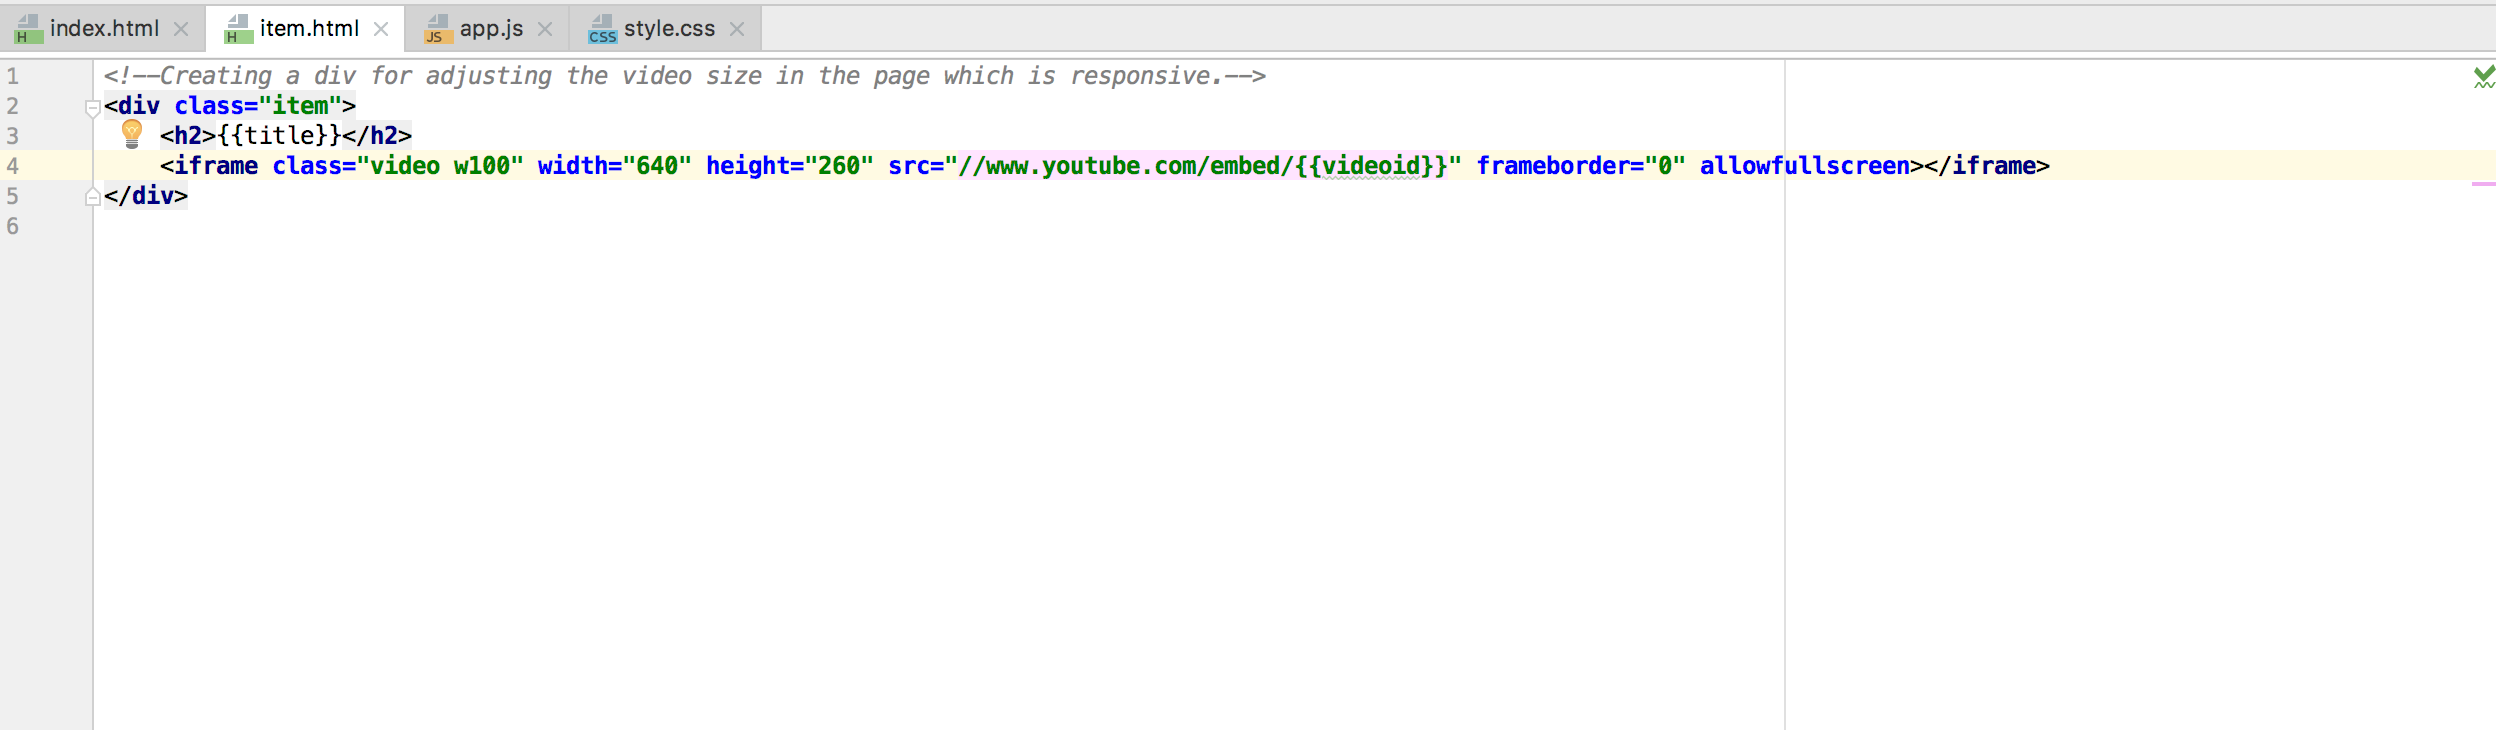 H index.html H item.html JS app.js CSS style.css
1 <!--Creating a div for adjusting the video size in the page which is responsive.-->
2 <div class="item">
3     <h2>{{title}}</h2>
4     <iframe class="video w100" width="640" height="260" src="//www.youtube.com/embed/{{videoid}}" frameborder="0" allowfullscreen></iframe>
5 </div>
6